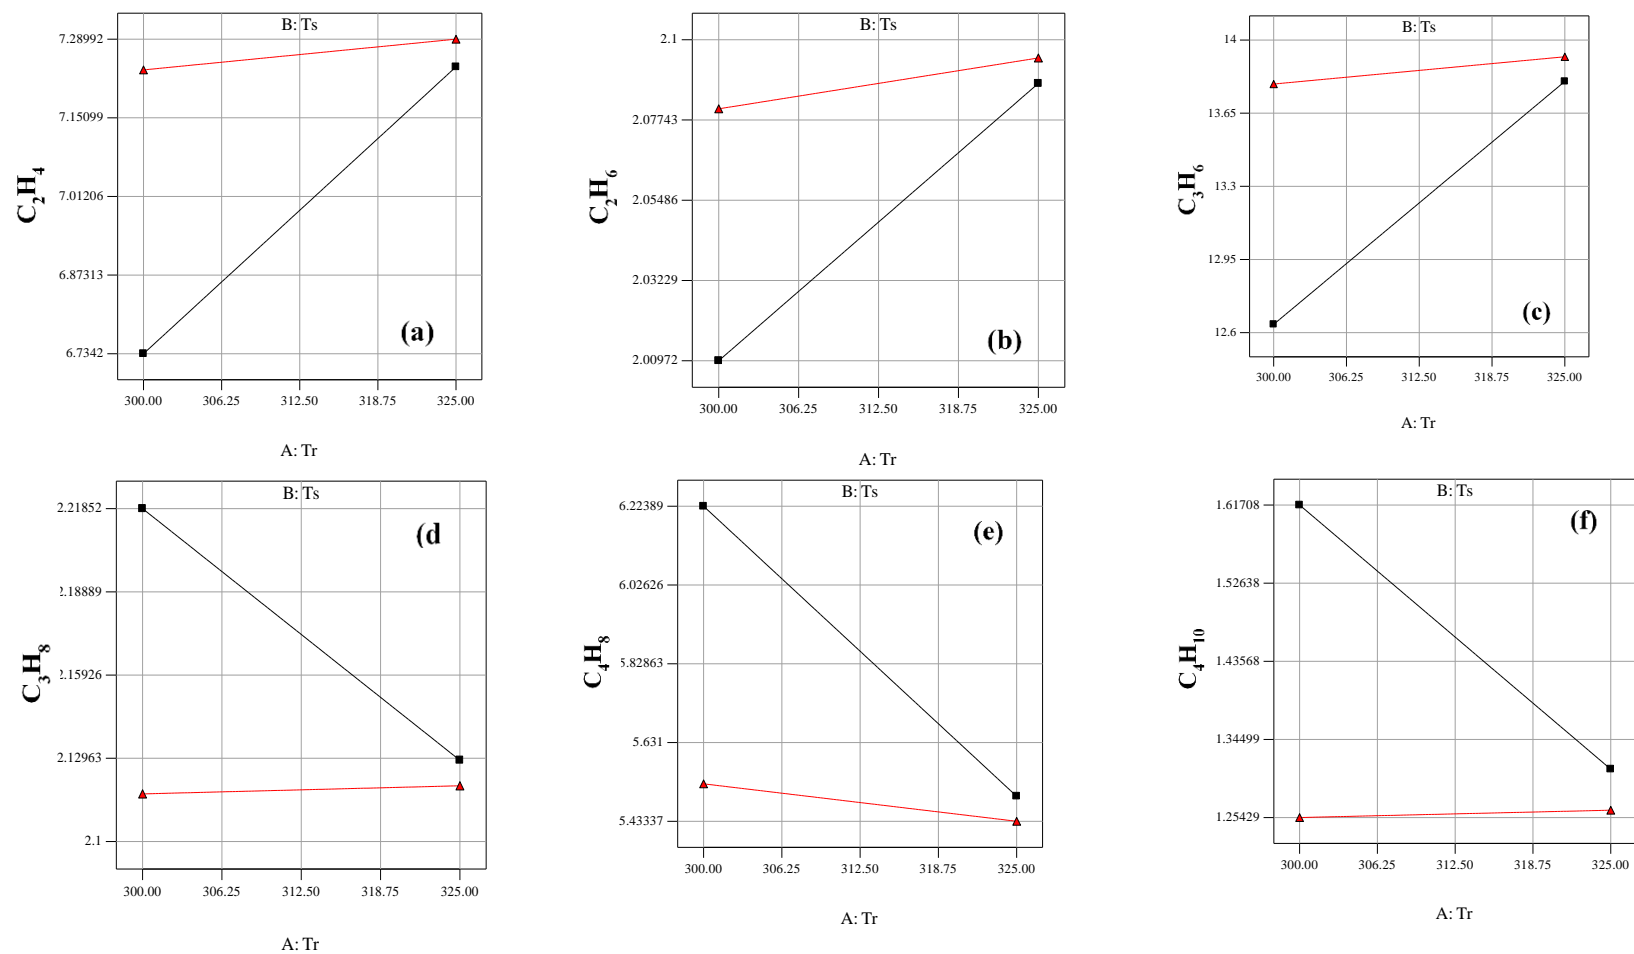 B: Ts
7.28992
7.15099
7.01206
6.87313
6.7342
C₂H₄
(a)
300.00 306.25 312.50 318.75 325.00
A: Tr
B: Ts
2.1
2.07743
2.05486
2.03229
2.00972
C₂H₆
(b)
300.00 306.25 312.50 318.75 325.00
A: Tr
B: Ts
14
13.65
13.3
12.95
12.6
C₃H₆
(c)
300.00 306.25 312.50 318.75 325.00
A: Tr
B: Ts
2.21852
2.18889
2.15926
2.12963
2.1
C₃H₈
(d
300.00 306.25 312.50 318.75 325.00
A: Tr
B: Ts
6.22389
6.02626
5.82863
5.631
5.43337
C₄H₈
(e)
300.00 306.25 312.50 318.75 325.00
A: Tr
B: Ts
1.61708
1.52638
1.43568
1.34499
1.25429
C₄H₁₀
(f)
300.00 306.25 312.50 318.75 325.00
A: Tr